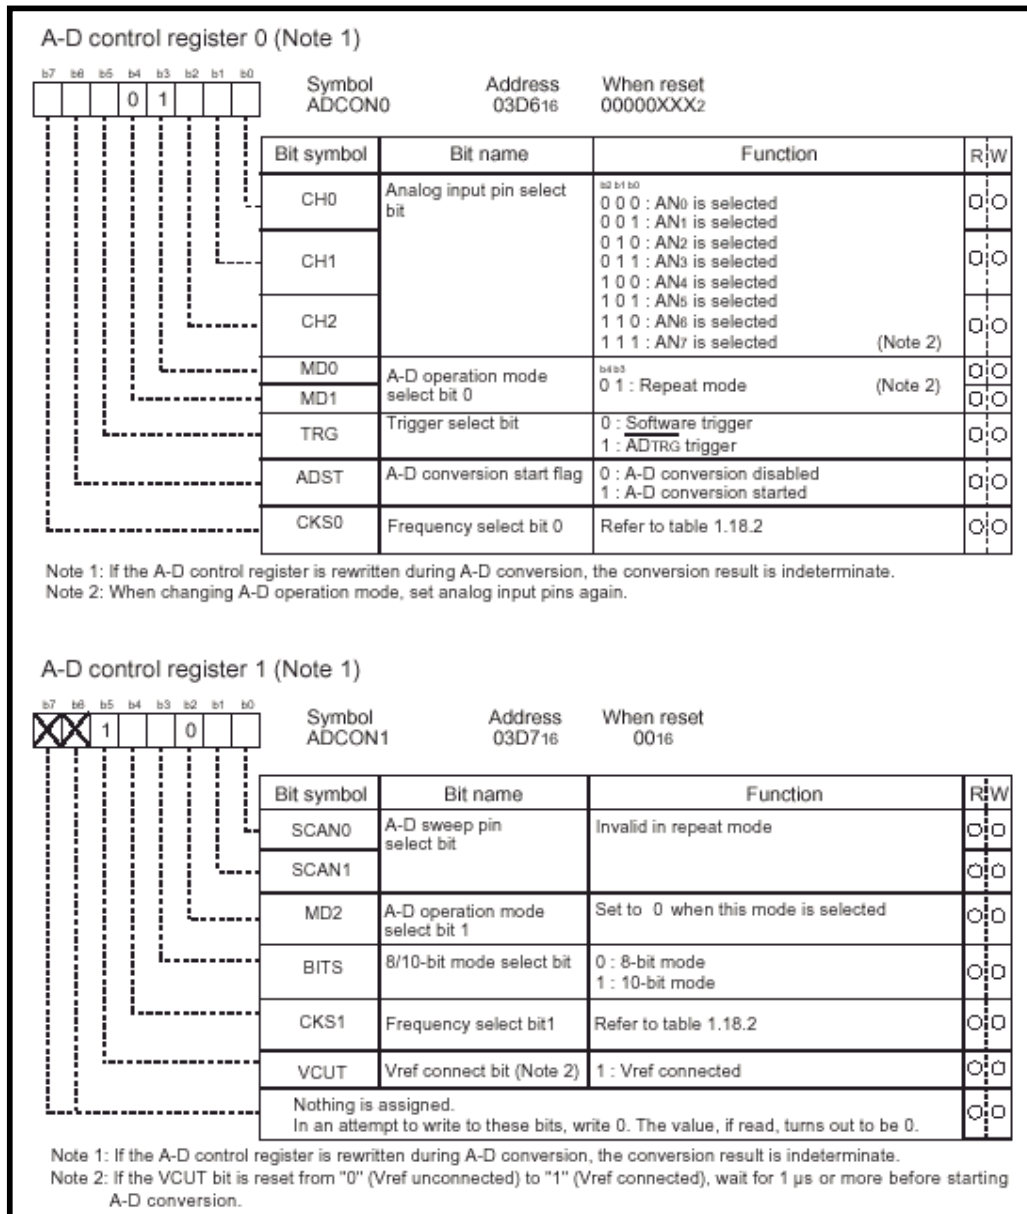 A-D control register 0 (Note 1)
b7 b6 b5 b4 b3 b2 b1 b0
0 1
Symbol Address When reset
ADCON0 03D616 00000XXX2
Bit symbol Bit name Function R W
CH0 Analog input pin select bit
b2 b1 b0
0 0 0 : AN0 is selected
0 0 1 : AN1 is selected
CH1
0 1 0 : AN2 is selected
0 1 1 : AN3 is selected
1 0 0 : AN4 is selected
1 0 1 : AN5 is selected
CH2
1 1 0 : AN6 is selected
1 1 1 : AN7 is selected (Note 2)
MD0
MD1
A-D operation mode
select bit 0
b4 b3
0 1 : Repeat mode (Note 2)
TRG Trigger select bit 0 : Software trigger
1 : ADTRG trigger
ADST A-D conversion start flag 0 : A-D conversion disabled
1 : A-D conversion started
CKS0 Frequency select bit 0 Refer to table 1.18.2
Note 1: If the A-D control register is rewritten during A-D conversion, the conversion result is indeterminate.
Note 2: When changing A-D operation mode, set analog input pins again.
A-D control register 1 (Note 1)
b7 b6 b5 b4 b3 b2 b1 b0
1 0
Symbol Address When reset
ADCON1 03D716 0016
Bit symbol Bit name Function R W
SCAN0 A-D sweep pin
select bit
Invalid in repeat mode
SCAN1
MD2 A-D operation mode
select bit 1
Set to 0 when this mode is selected
BITS 8/10-bit mode select bit 0 : 8-bit mode
1 : 10-bit mode
CKS1 Frequency select bit1 Refer to table 1.18.2
VCUT Vref connect bit (Note 2) 1 : Vref connected
Nothing is assigned.
In an attempt to write to these bits, write 0. The value, if read, turns out to be 0.
Note 1: If the A-D control register is rewritten during A-D conversion, the conversion result is indeterminate.
Note 2: If the VCUT bit is reset from "0" (Vref unconnected) to "1" (Vref connected), wait for 1 µs or more before starting
A-D conversion.